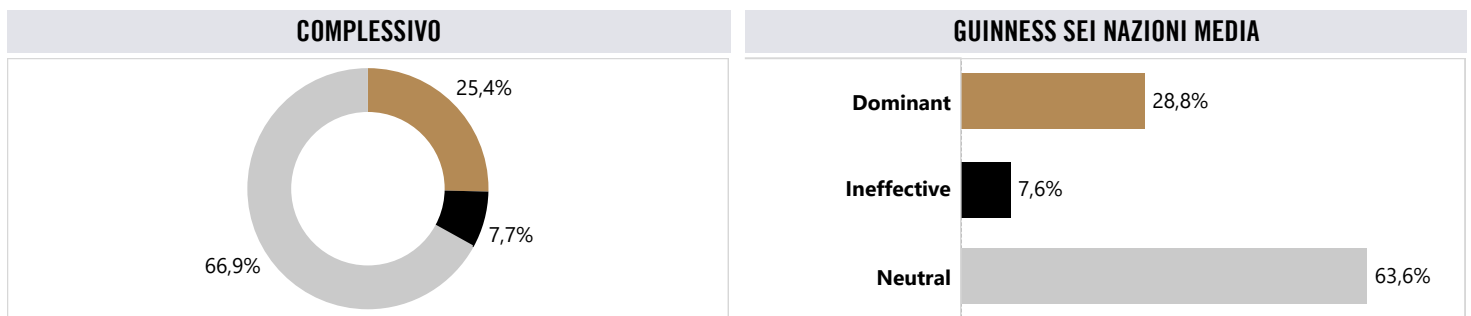 COMPLESSIVO
25,4%
7,7%
66,9%
GUINNESS SEI NAZIONI MEDIA
Dominant 28,8%
Ineffective 7,6%
Neutral 63,6%